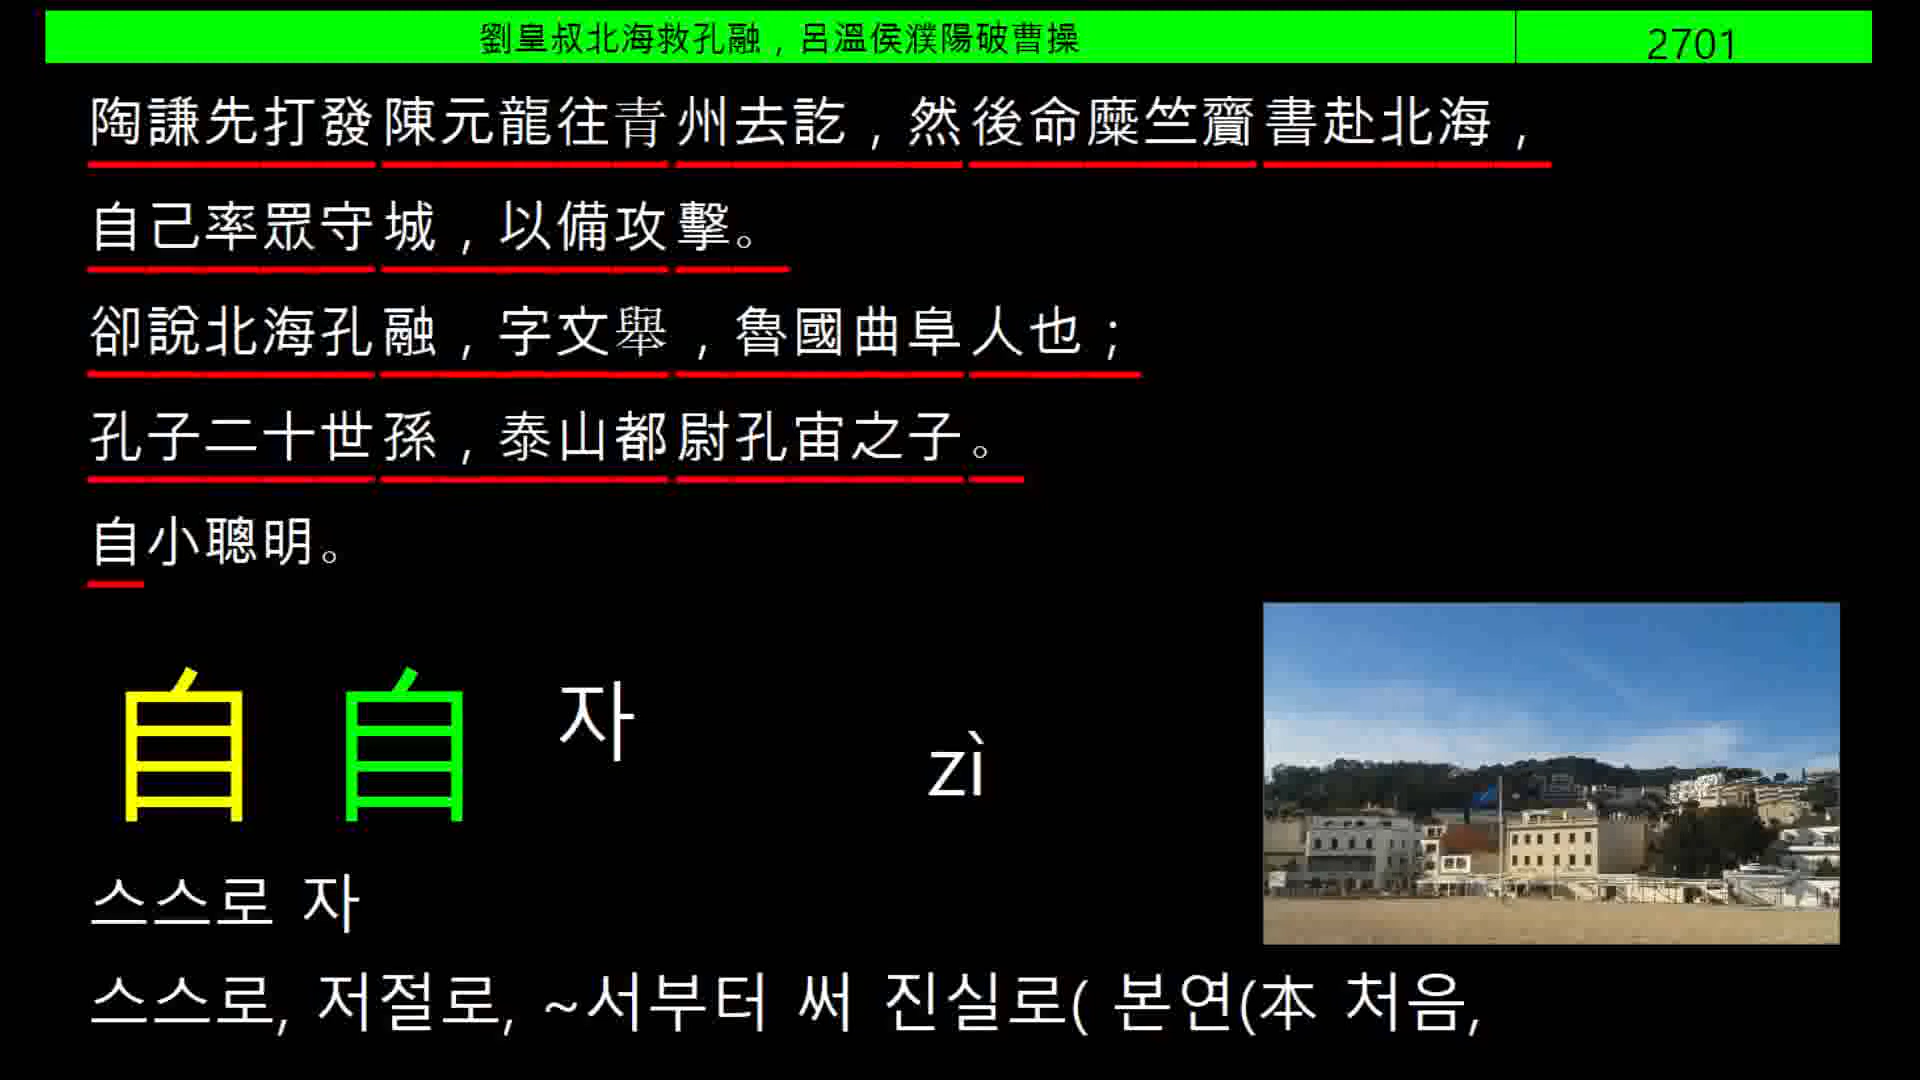 劉皇叔北海救孔融，呂溫侯濮陽破曹操
2701
陶謙先打發陳元龍往青州去訖，然後命糜竺齎書赴北海，
自己率眾守城，以備攻擊。
卻說北海孔融，字文舉，魯國曲阜人也；
孔子二十世孫，泰山都尉孔宙之子。
自小聰明。
自 自 자 zì
스스로 자
스스로, 저절로, ~서부터 써 진실로( 본연(本 처음,